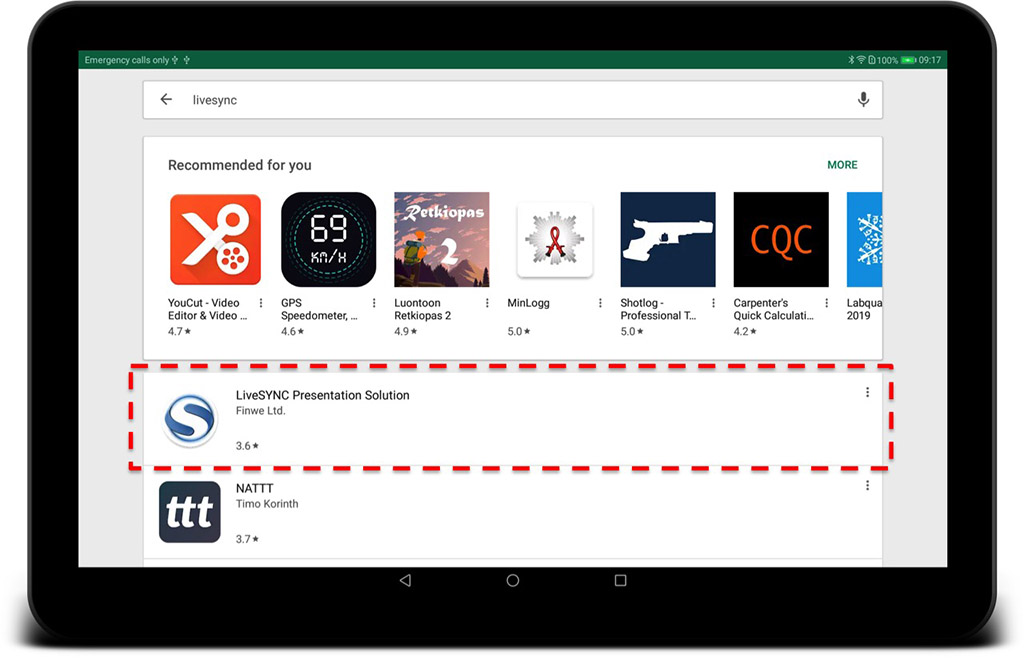 Emergency calls only
100% 09:17
livesync
Recommended for you
MORE
69
KM/H
Retkiopas
2
CQC
YouCut - Video
Editor & Video ...
4.7★
GPS
Speedometer, ...
4.6★
Luontoon
Retkiopas 2
4.9★
MinLogg
5.0★
Shotlog -
Professional T...
5.0★
Carpenter's
Quick Calculati...
4.2★
Labqua
2019
LiveSYNC Presentation Solution
Finwe Ltd.
3.6★
ttt
NATTT
Timo Korinth
3.7★